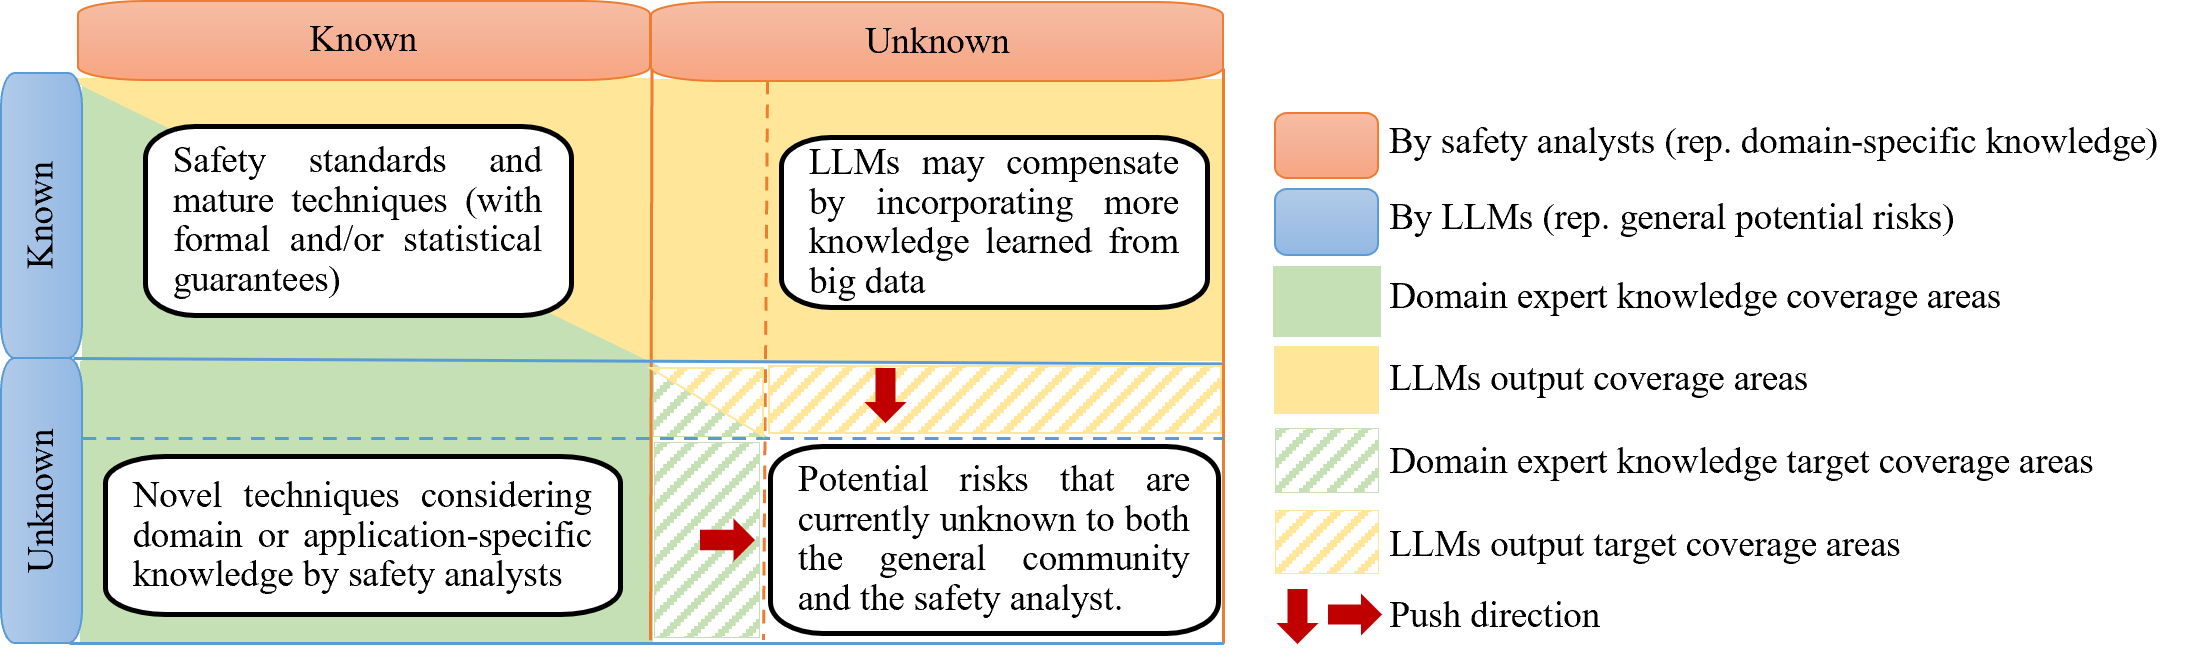 Known
Unknown
Known
Safety standards and
mature techniques (with
formal and/or statistical
guarantees)
LLMs may compensate
by incorporating more
knowledge learned from
big data
Unknown
Novel techniques considering
domain or application-specific
knowledge by safety analysts
Potential risks that are
currently unknown to both
the general community
and the safety analyst.
By safety analysts (rep. domain-specific knowledge)
By LLMs (rep. general potential risks)
Domain expert knowledge coverage areas
LLMs output coverage areas
Domain expert knowledge target coverage areas
LLMs output target coverage areas
Push direction